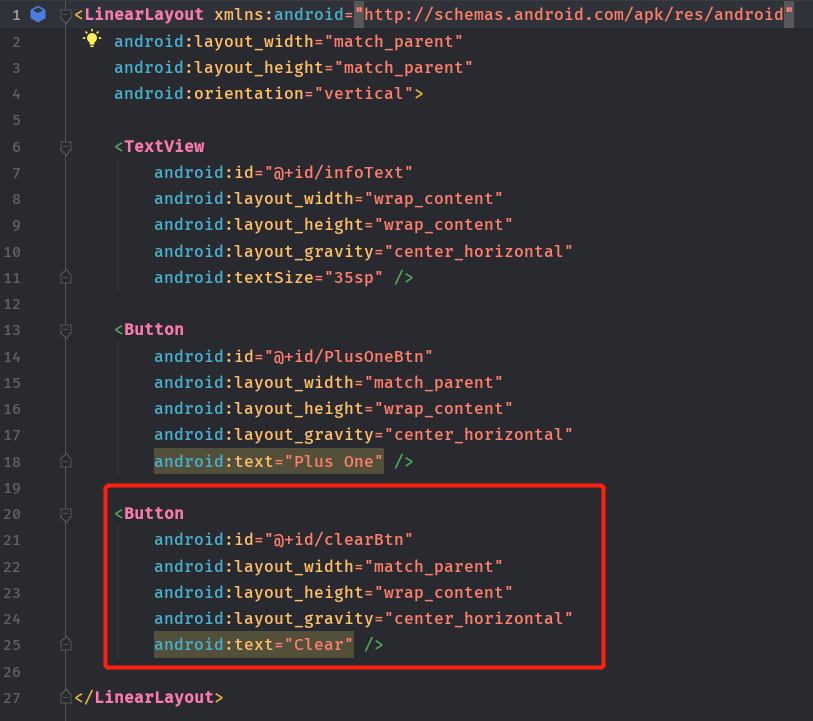 1 <LinearLayout xmlns:android="http://schemas.android.com/apk/res/android"
2     android:layout_width="match_parent"
3     android:layout_height="match_parent"
4     android:orientation="vertical">
5
6     <TextView
7         android:id="@+id/infoText"
8         android:layout_width="wrap_content"
9         android:layout_height="wrap_content"
10         android:layout_gravity="center_horizontal"
11         android:textSize="35sp" />
12
13     <Button
14         android:id="@+id/PlusOneBtn"
15         android:layout_width="match_parent"
16         android:layout_height="wrap_content"
17         android:layout_gravity="center_horizontal"
18         android:text="Plus One" />
19
20     <Button
21         android:id="@+id/clearBtn"
22         android:layout_width="match_parent"
23         android:layout_height="wrap_content"
24         android:layout_gravity="center_horizontal"
25         android:text="Clear" />
26
27 </LinearLayout>